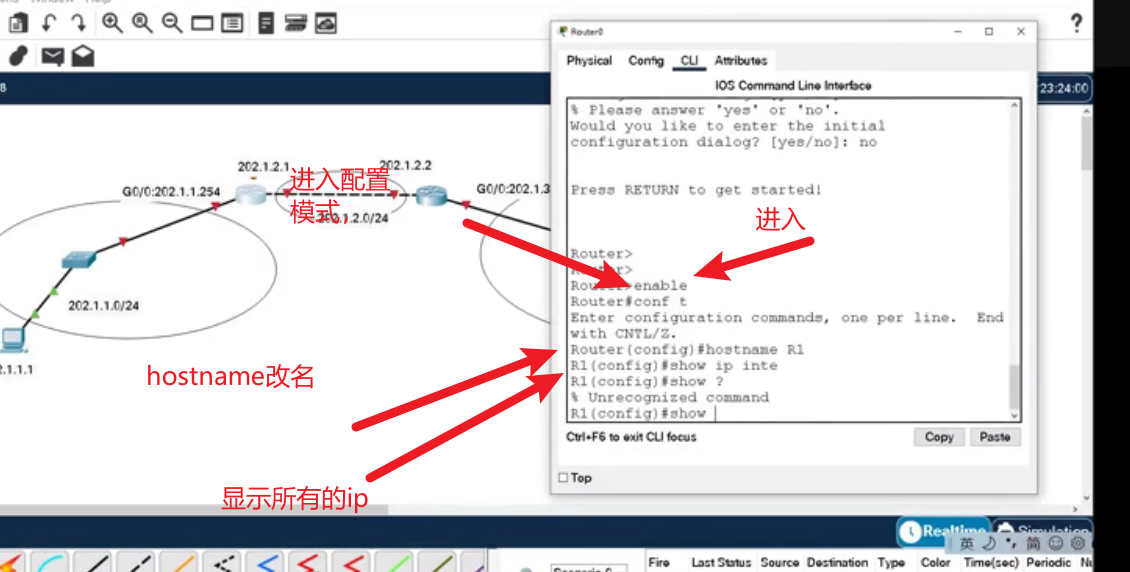 Router0
Physical Config CLI Attributes
IOS Command Line Interface
23:24:00
8
% Please answer 'yes' or 'no'.
Would you like to enter the initial
configuration dialog? [yes/no]: no
Press RETURN to get started!
Router>
Router>
Router>enable
Router#conf t
Enter configuration commands, one per line. End
with CNTL/Z.
Router(config)#hostname R1
R1(config)#show ip inte
R1(config)#show ?
% Unrecognized command
R1(config)#show
Ctrl+F6 to exit CLI focus
Copy Paste
Top
202.1.2.1
202.1.2.2
进入配置
模式,
G0/0:202.1.1.254
G0/0:202.1.3
202.1.2.0/24
进入
202.1.1.0/24
.1.1.1
hostname改名
显示所有的ip
Realtime Simulation
英 简
Fire Last Status Source Destination Type Color Time(sec) Periodic